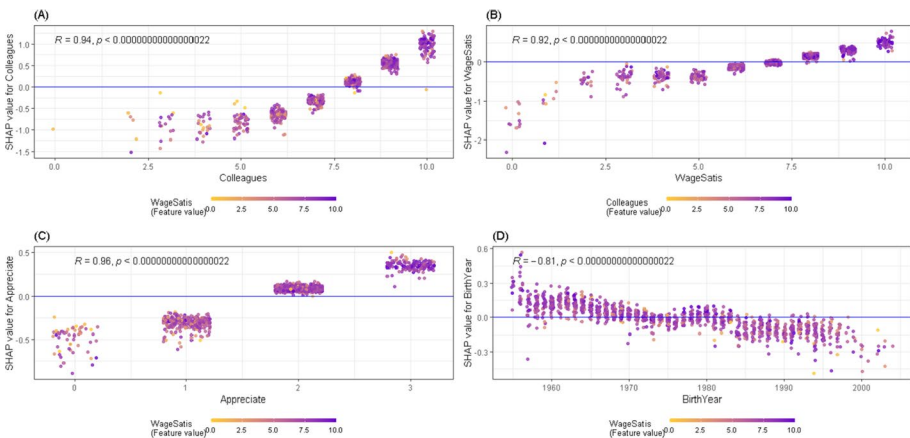 (A)
R = 0.94, p < 0.00000000000000022
1.0
0.5
0.0
-0.5
-1.0
-1.5
SHAP value for Colleagues
0.0
2.5
5.0
7.5
10.0
Colleagues
WageSatis
(Feature value)
0.0
2.5
5.0
7.5
10.0
(B)
R = 0.92, p < 0.00000000000000022
0
-1
-2
SHAP value for WageSatis
0.0
2.5
5.0
7.5
10.0
WageSatis
Colleagues
(Feature value)
0.0
2.5
5.0
7.5
10.0
(C)
R = 0.96, p < 0.00000000000000022
0.5
0.0
-0.5
SHAP value for Appreciate
0
1
2
3
Appreciate
WageSatis
(Feature value)
0.0
2.5
5.0
7.5
10.0
(D)
R = −0.81, p < 0.00000000000000022
0.6
0.3
0.0
-0.3
SHAP value for BirthYear
1960
1970
1980
1990
2000
BirthYear
WageSatis
(Feature value)
0.0
2.5
5.0
7.5
10.0